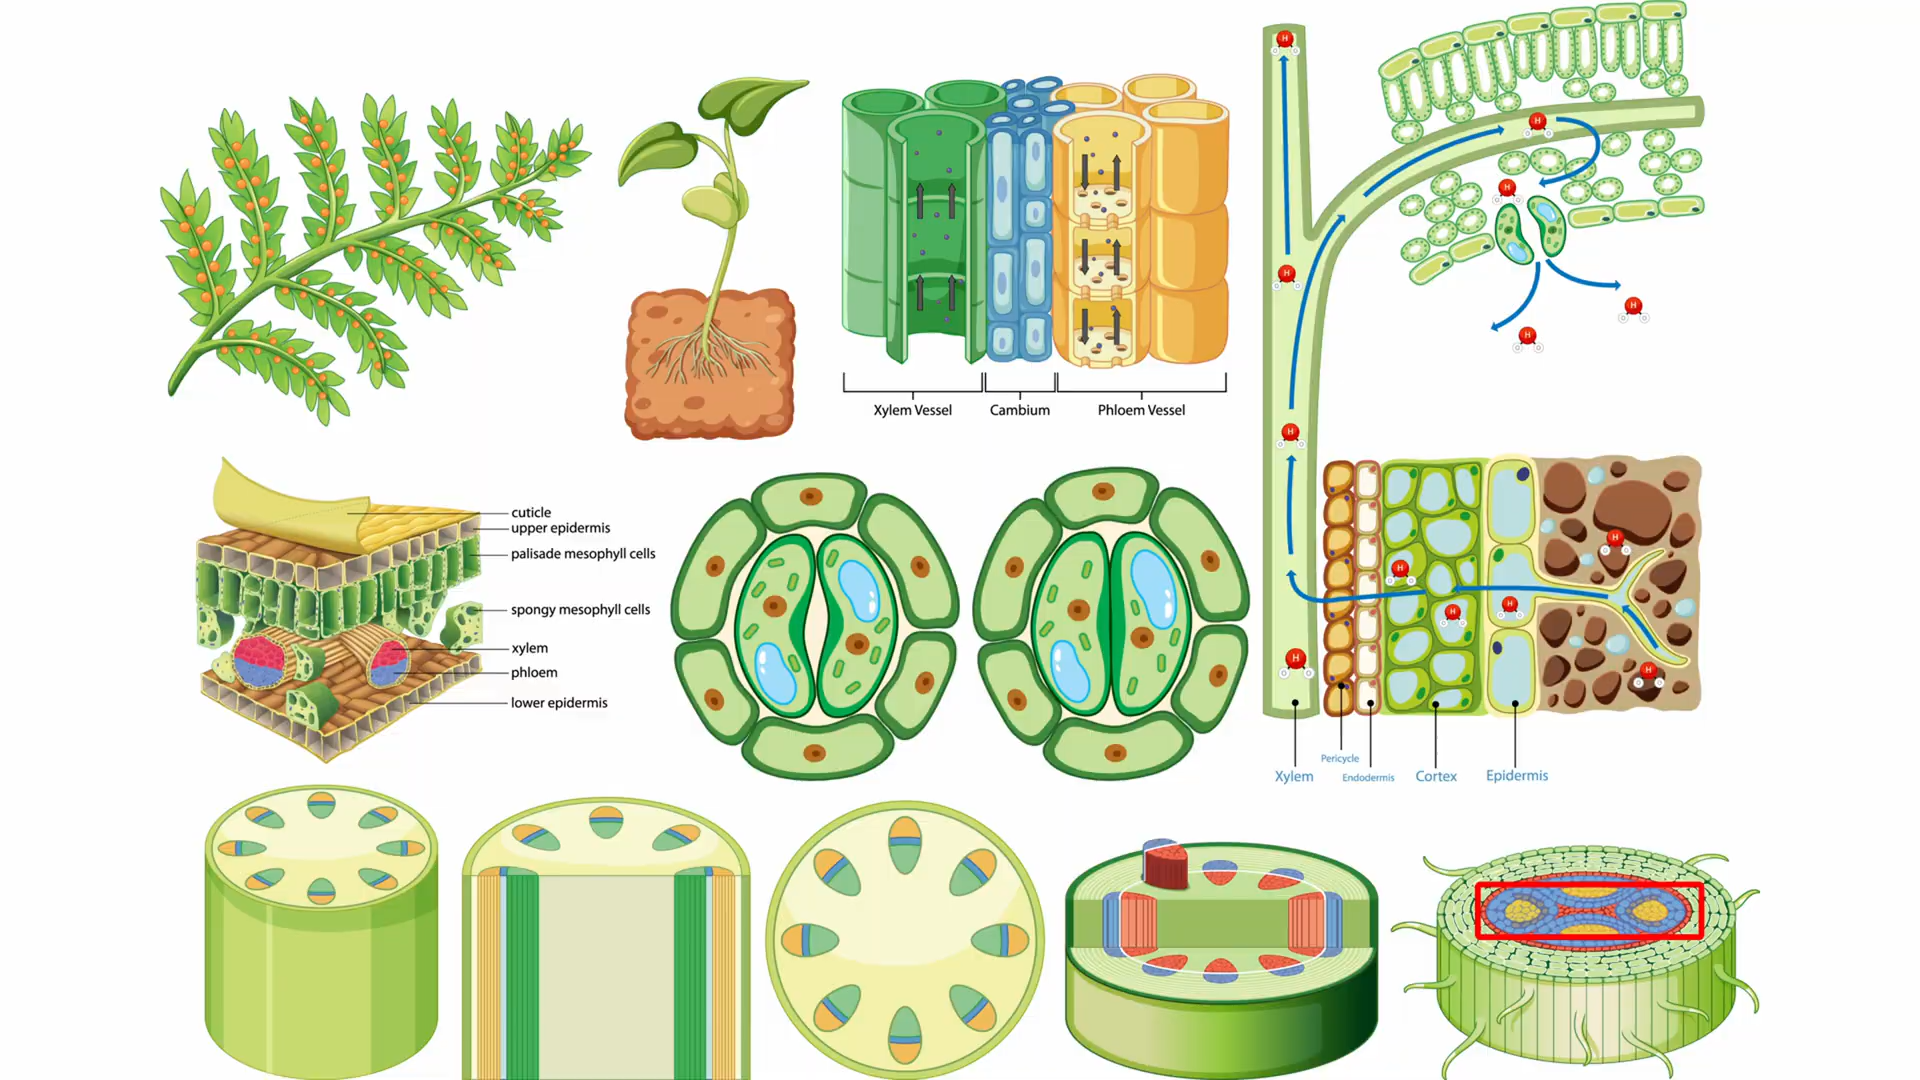 H
H
H
H
H
H
H
Xylem Vessel
Cambium
Phloem Vessel
H
cuticle
upper epidermis
palisade mesophyll cells
spongy mesophyll cells
xylem
phloem
lower epidermis
H
H
H
H
H
H
Pericycle
Xylem
Endodermis
Cortex
Epidermis